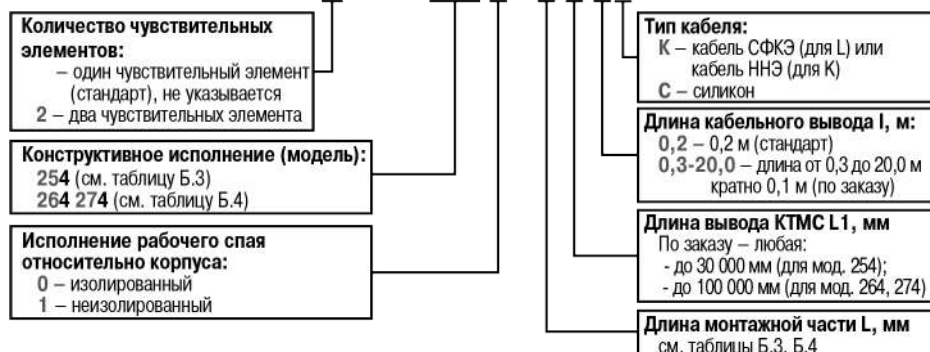 Количество чувствительных
элементов:
– один чувствительный элемент
(стандарт), не указывается
2 – два чувствительных элемента
Конструктивное исполнение (модель):
254 (см. таблицу Б.3)
264 274 (см. таблицу Б.4)
Исполнение рабочего спая
относительно корпуса:
0 – изолированный
1 – неизолированный
Тип кабеля:
К – кабель СФКЭ (для L) или
кабель ННЭ (для К)
С – силикон
Длина кабельного вывода l, м:
0,2 – 0,2 м (стандарт)
0,3-20,0 – длина от 0,3 до 20,0 м
кратно 0,1 м (по заказу)
Длина вывода КТМС L1, мм
По заказу – любая:
- до 30 000 мм (для мод. 254);
- до 100 000 мм (для мод. 264, 274)
Длина монтажной части L, мм
см. таблицы Б.3, Б.4